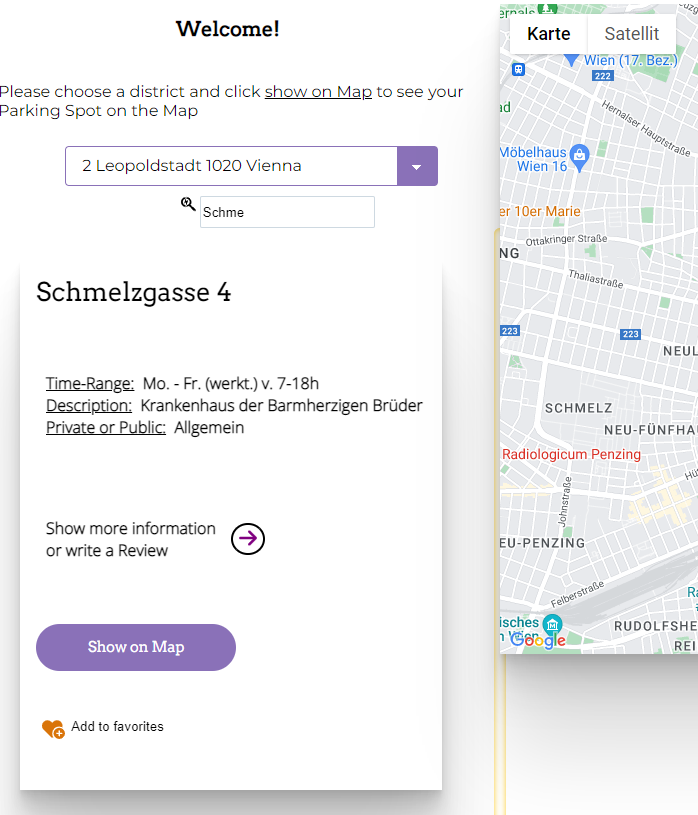 Welcome!
Please choose a district and click show on Map to see your
Parking Spot on the Map
2 Leopoldstadt 1020 Vienna
Schme
Schmelzgasse 4
Time-Range: Mo. - Fr. (werkt.) v. 7-18h
Description: Krankenhaus der Barmherzigen Brüder
Private or Public: Allgemein
Show more information
or write a Review
Show on Map
Add to favorites
Karte Satellit
Wien (17. Bez.)
222
Hernalser Hauptstraße
Möbelhaus
Wien 16
er 10er Marie
Ottakringer Straße
NG
Thaliastraße
223
223
NEUL
SCHMELZ
NEU-FÜNFHA
Radiologicum Penzing
Johnstraße
EU-PENZING
Felberstraße
isches
RUDOLFSHE
REI
Google